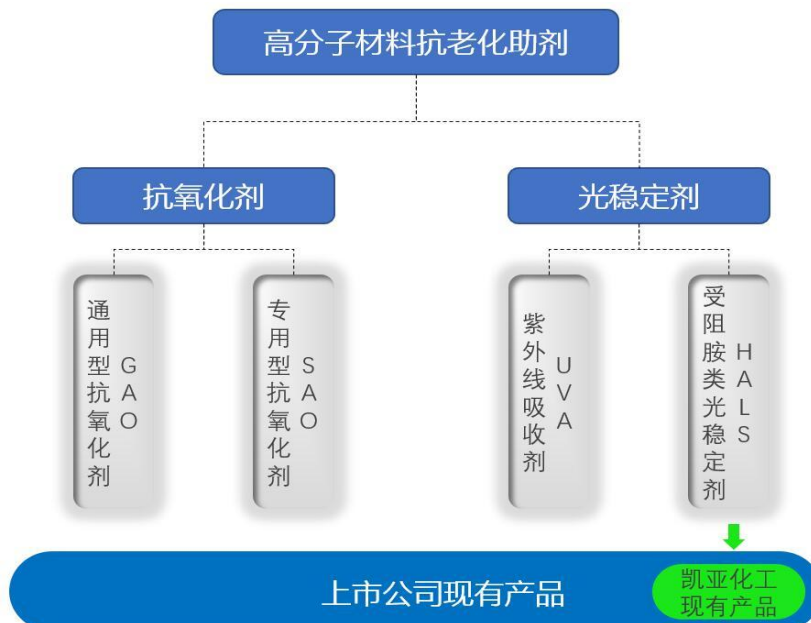 高分子材料抗老化助剂
抗氧化剂
光稳定剂
通用型抗氧化剂
GAO
专用型抗氧化剂
SAO
紫外线吸收剂
UVA
受阻胺类光稳定剂
HALS
上市公司现有产品
凯亚化工
现有产品